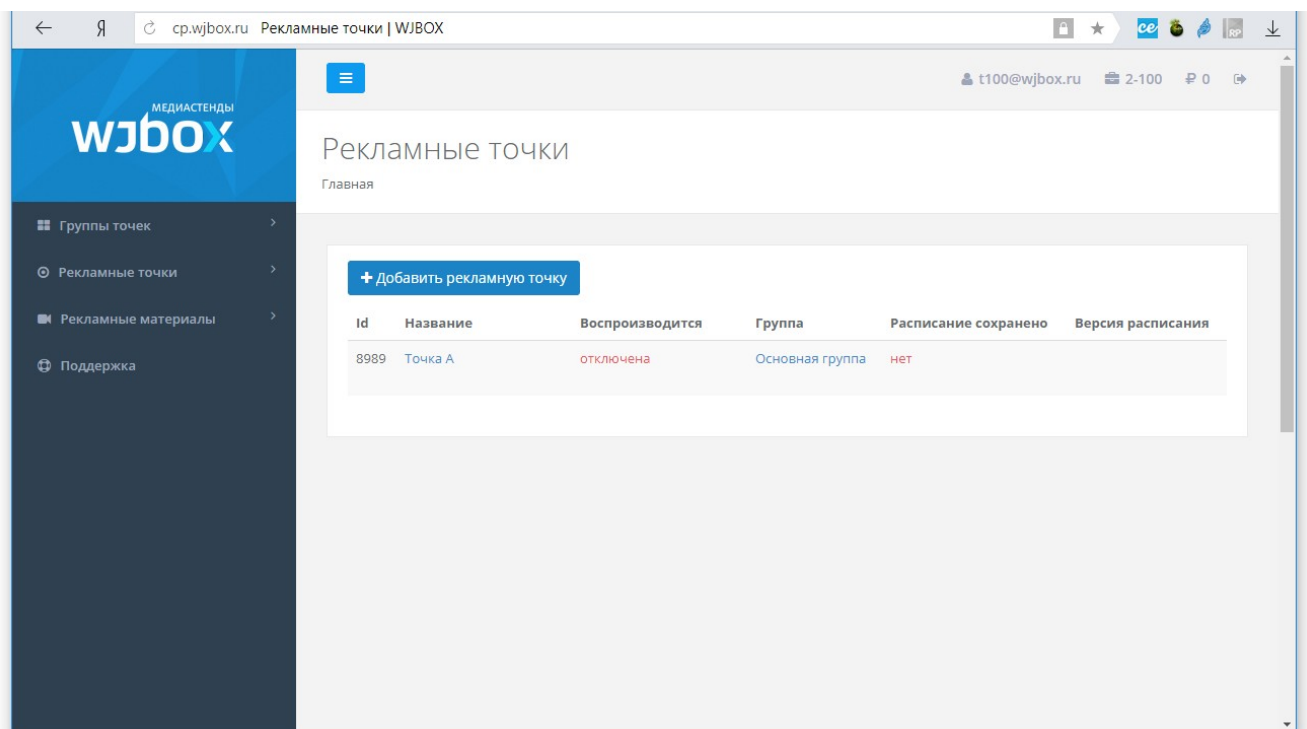 Я cp.wjbox.ru Рекламные точки | WJBOX ce RP
t100@wjbox.ru 2-100 ₽ 0
МЕДИАСТЕНДЫ
WJBOX
Рекламные точки
Главная
Группы точек
Рекламные точки
Рекламные материалы
Поддержка
+ Добавить рекламную точку
Id Название Воспроизводится Группа Расписание сохранено Версия расписания
8989 Точка А отключена Основная группа нет